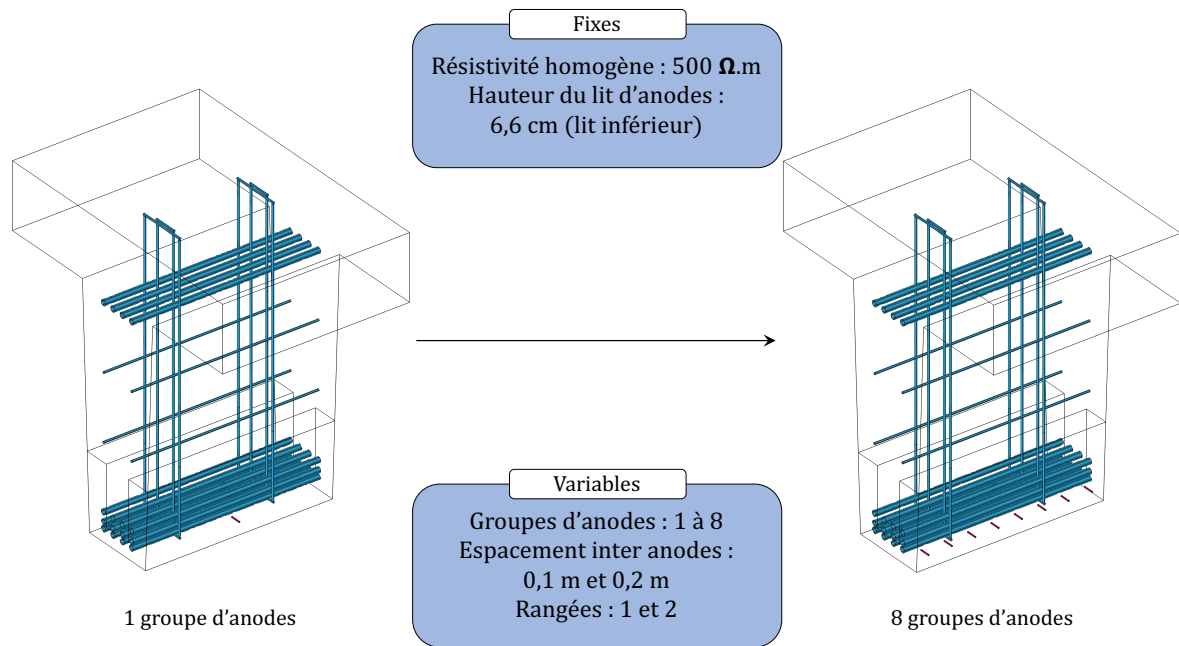 Fixes
Résistivité homogène : 500 Ω.m
Hauteur du lit d’anodes :
6,6 cm (lit inférieur)
Variables
Groupes d’anodes : 1 à 8
Espacement inter anodes :
0,1 m et 0,2 m
Rangées : 1 et 2
1 groupe d’anodes
8 groupes d’anodes